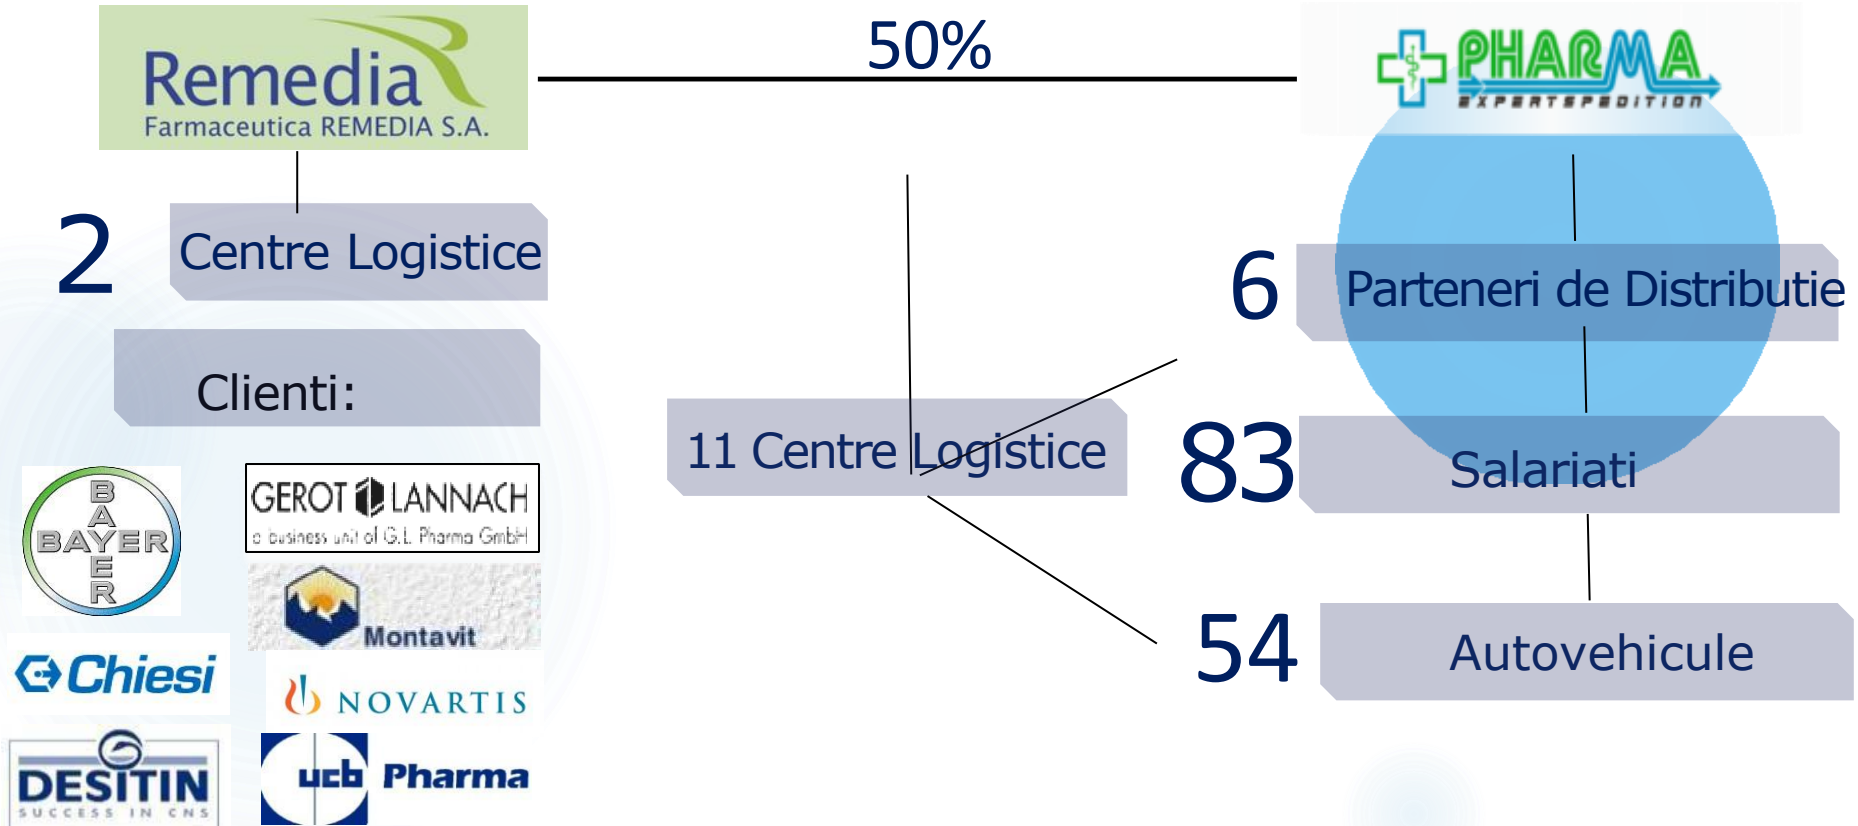 Remedia
Farmaceutica REMEDIA S.A.
50%
PHARMA
EXPERTSPEDITION
2 Centre Logistice
6 Parteneri de Distributie
Clienti:
11 Centre Logistice
83 Salariati
54 Autovehicule
BAYER
BAYER
GEROT LANNACH
a business unit of G.L. Pharma GmbH
Montavit
Chiesi
NOVARTIS
DESITIN
SUCCESS IN CNS
ucb Pharma